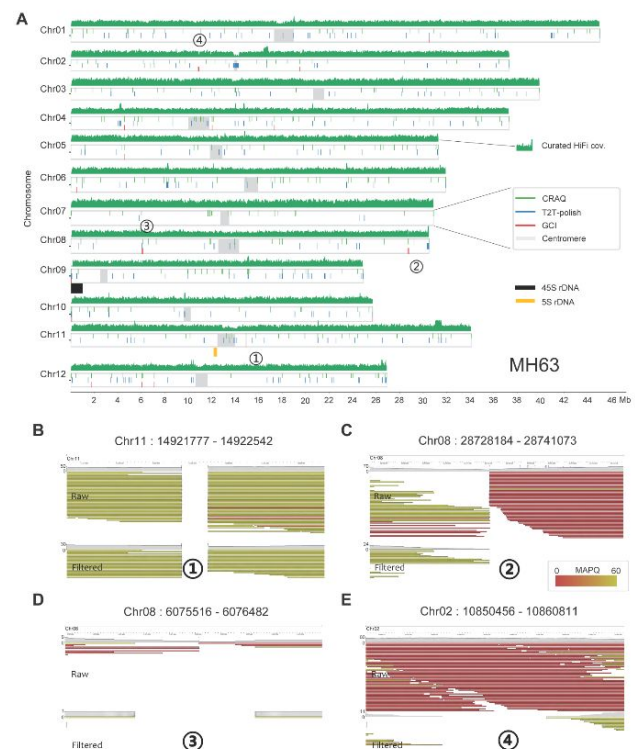 A
Chr01
④
Chr02
Chr03
Chr04
Chr05
Curated HiFi cov.
Chr06
Chromosome
Chr07
③
CRAQ
T2T-polish
GCI
Centromere
Chr08
②
Chr09
45S rDNA
5S rDNA
Chr10
Chr11
①
MH63
Chr12
2 4 6 8 10 12 14 16 18 20 22 24 26 28 30 32 34 36 38 40 42 44 46 Mb
B
Chr11 : 14921777 - 14922542
Chr11
Raw
Filtered
①
C
Chr08 : 28728184 - 28741073
Chr08
Raw
Filtered
②
MAPQ
0 60
D
Chr08 : 6075516 - 6076482
Raw
Filtered
③
E
Chr02 : 10850456 - 10860811
Chr02
Raw
Filtered
④